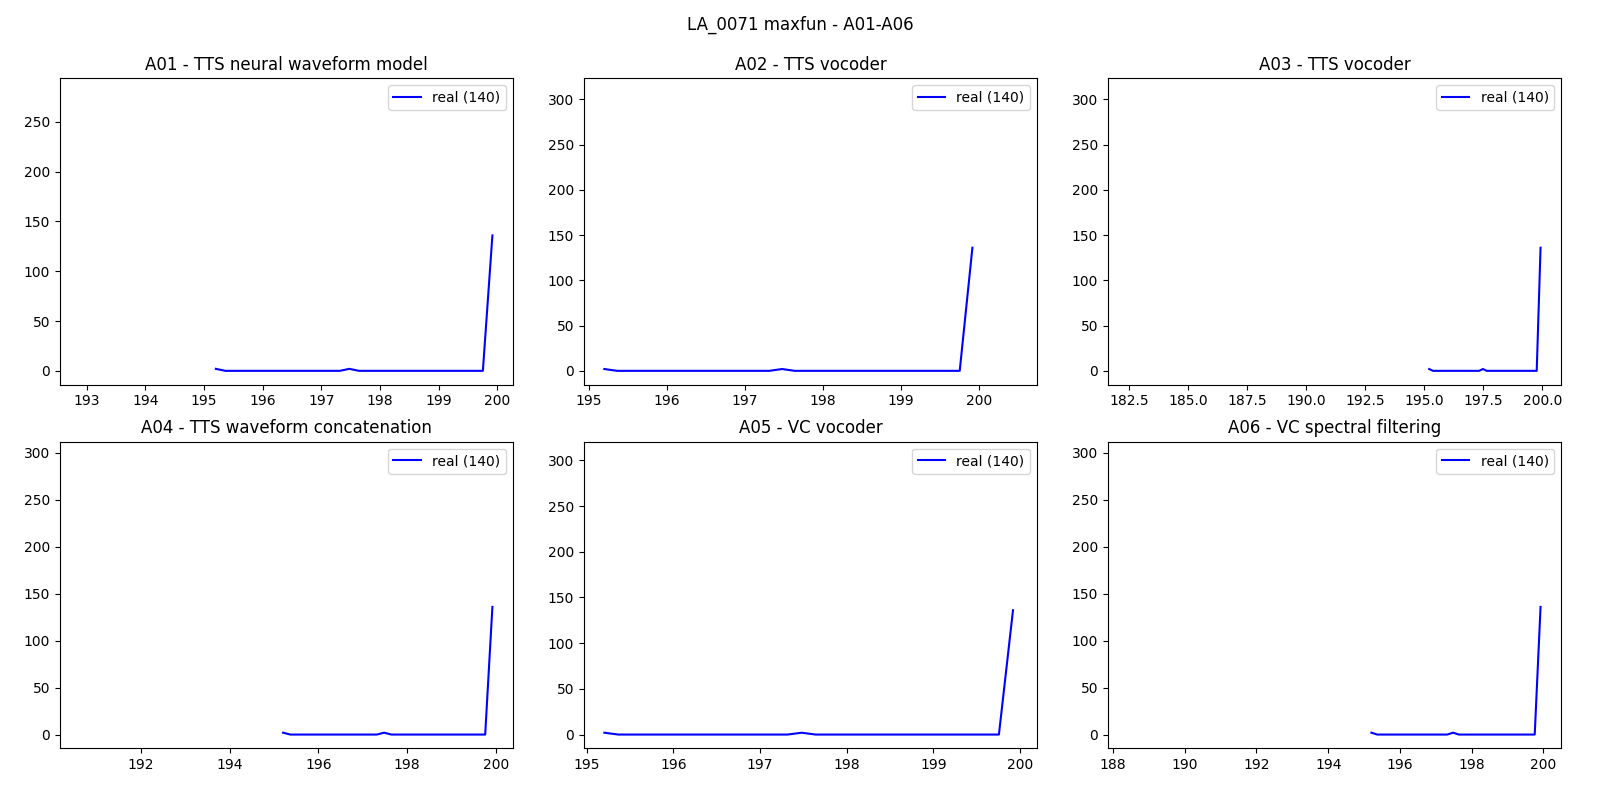 LA_0071 maxfun - A01-A06
A01 - TTS neural waveform model
real (140)
250
200
150
100
50
0
193 194 195 196 197 198 199 200
A02 - TTS vocoder
real (140)
300
250
200
150
100
50
0
195 196 197 198 199 200
A03 - TTS vocoder
real (140)
300
250
200
150
100
50
0
182.5 185.0 187.5 190.0 192.5 195.0 197.5 200.0
A04 - TTS waveform concatenation
real (140)
300
250
200
150
100
50
0
192 194 196 198 200
A05 - VC vocoder
real (140)
300
250
200
150
100
50
0
195 196 197 198 199 200
A06 - VC spectral filtering
real (140)
300
250
200
150
100
50
0
188 190 192 194 196 198 200